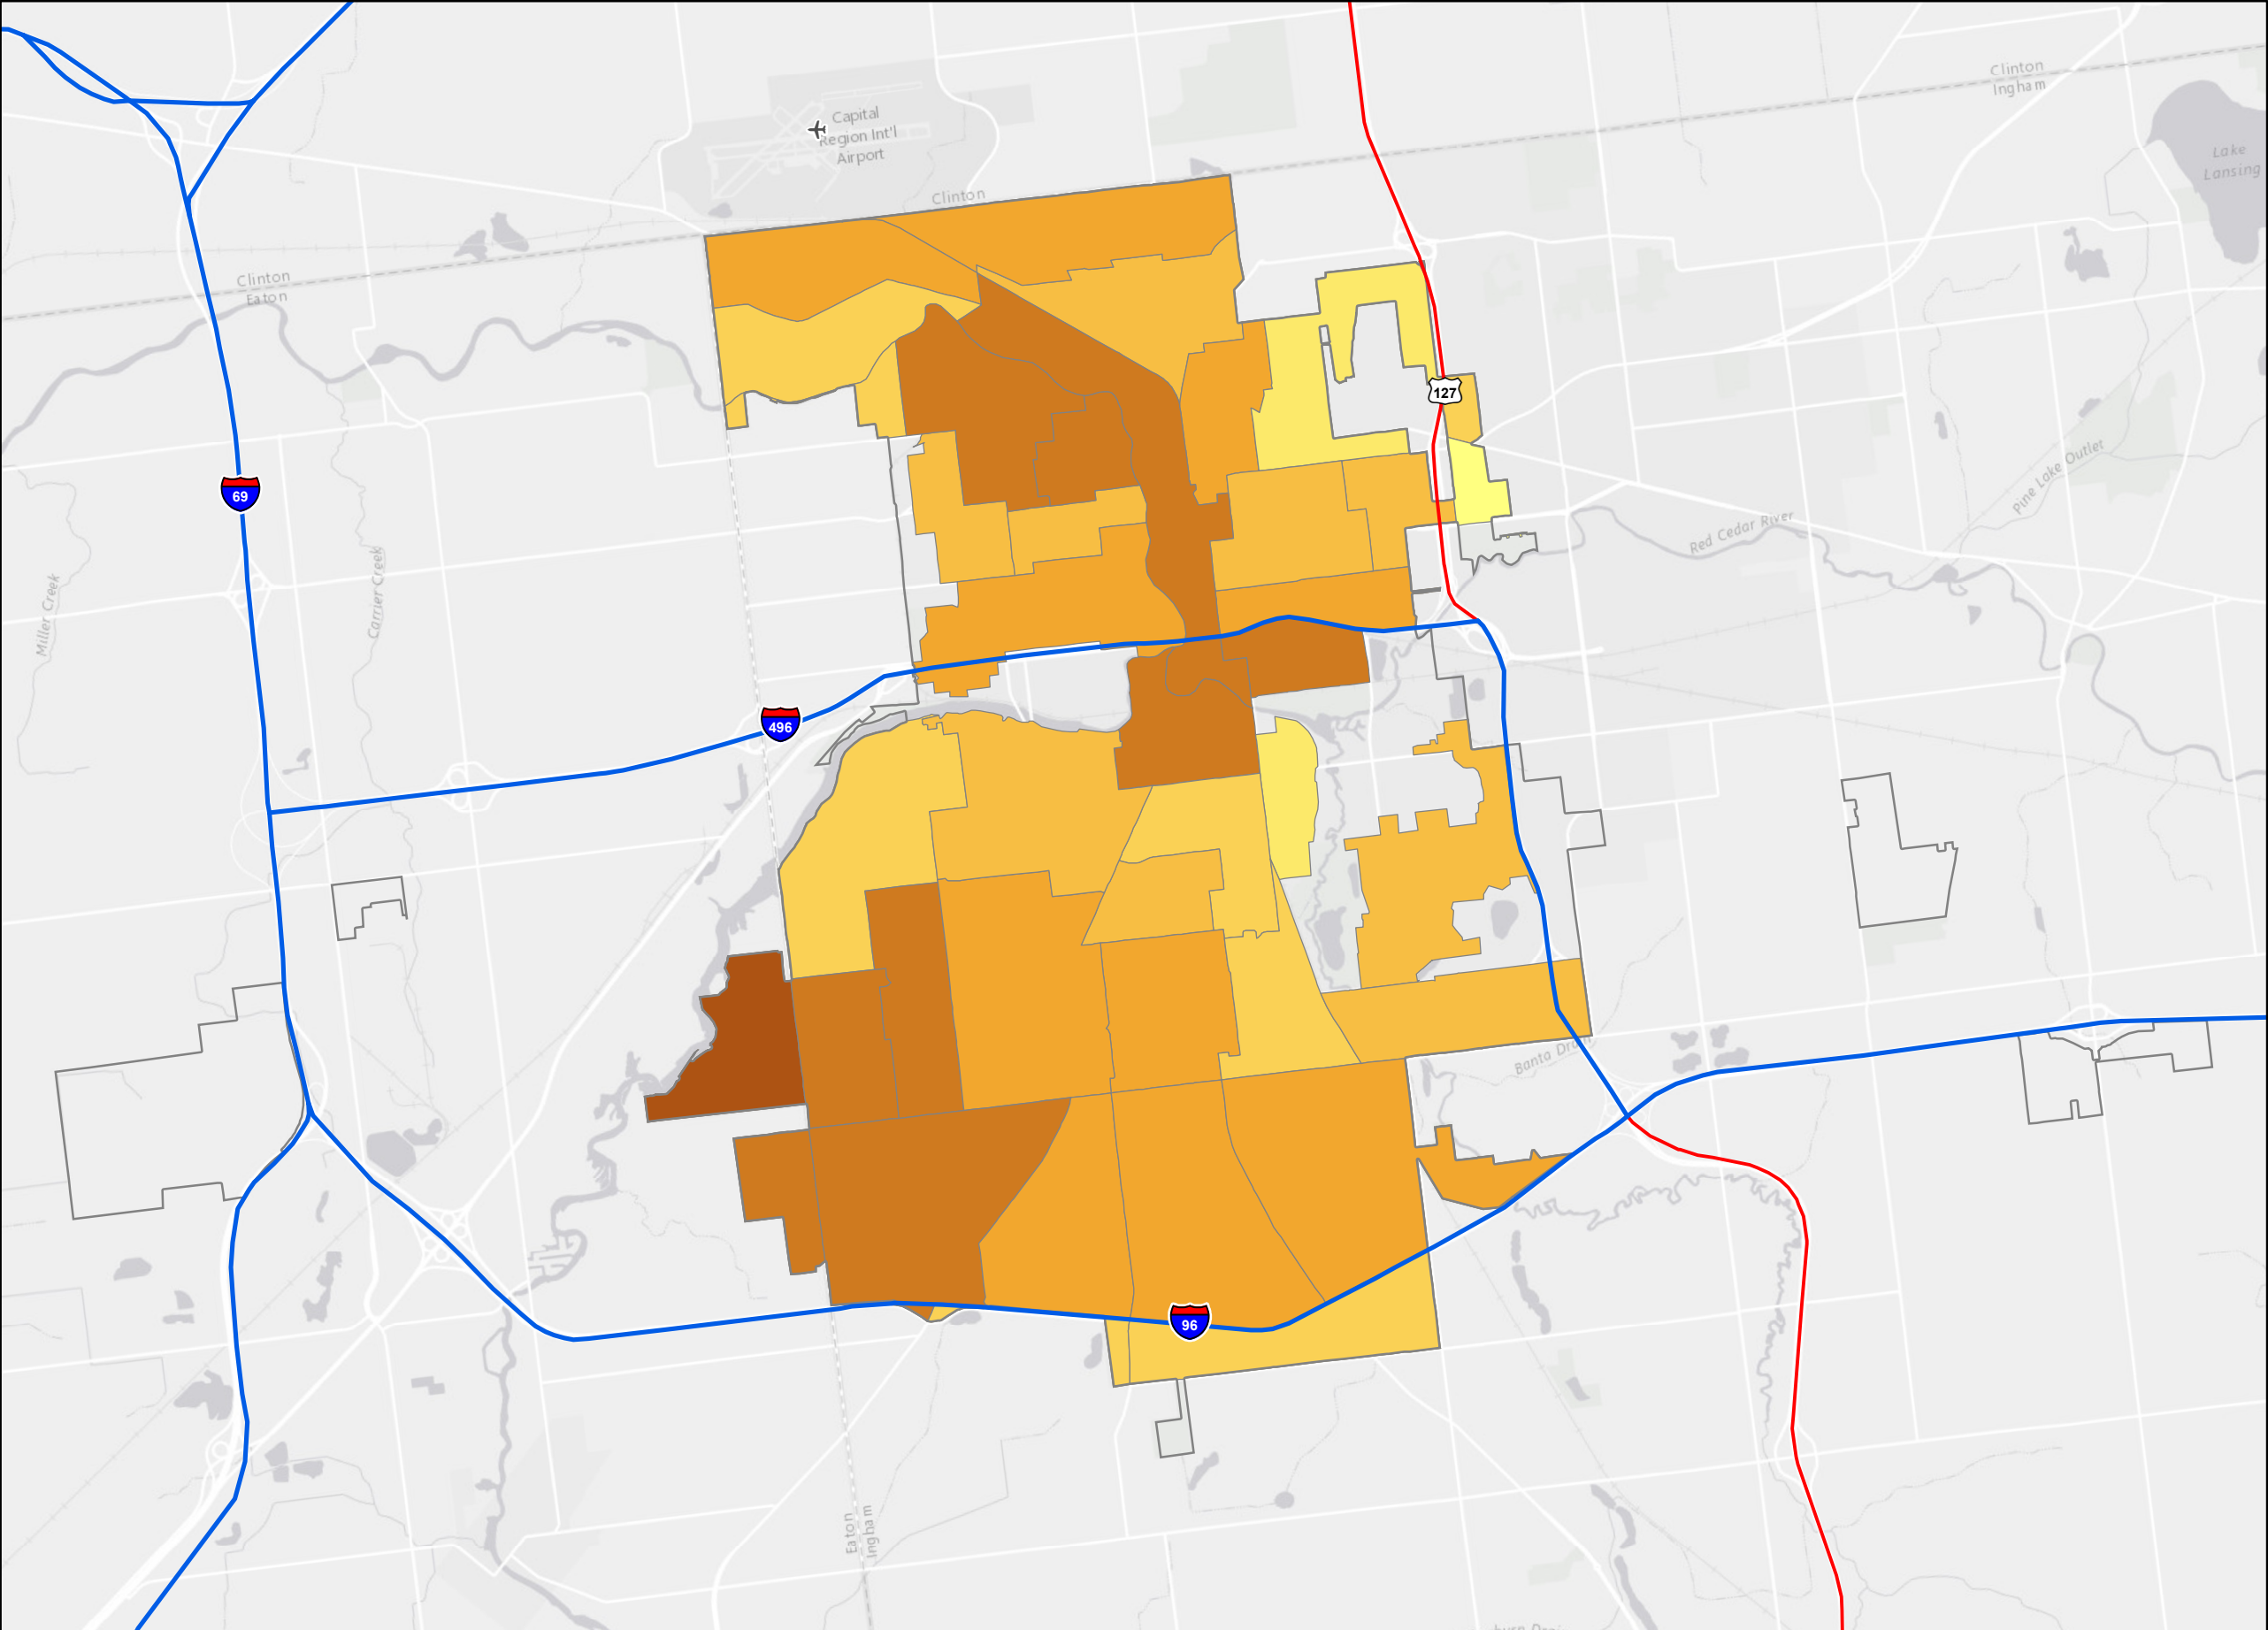 Clinton
Ingham
Capital
Region Int'l
Airport
Lake
Lansing
Clinton
Clinton
Eaton
127
Pine Lake Outlet
69
Red Cedar River
Miller Creek
Carrier Creek
496
Banta Drain
96
Eaton
Ingham